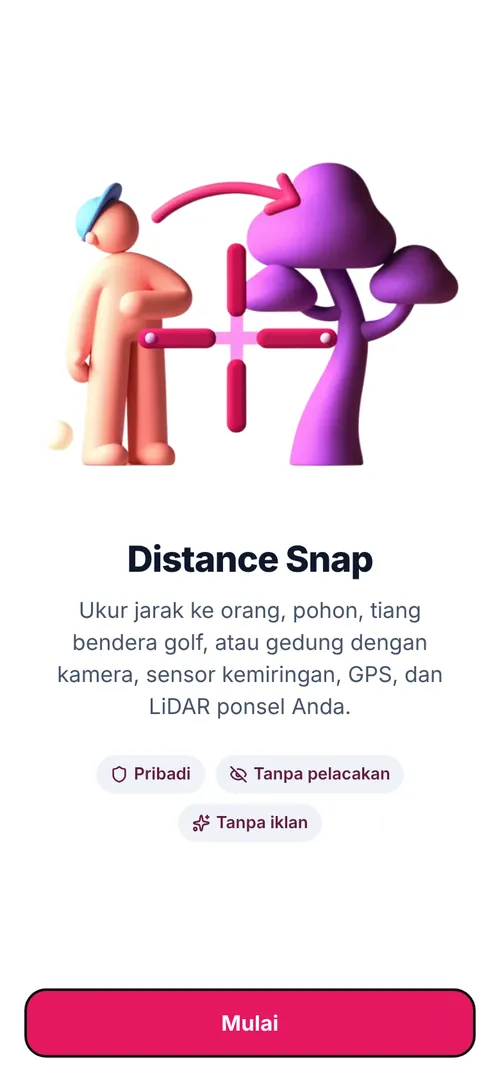 Distance Snap
Ukur jarak ke orang, pohon, tiang
bendera golf, atau gedung dengan
kamera, sensor kemiringan, GPS, dan
LiDAR ponsel Anda.
Pribadi
Tanpa pelacakan
Tanpa iklan
Mulai